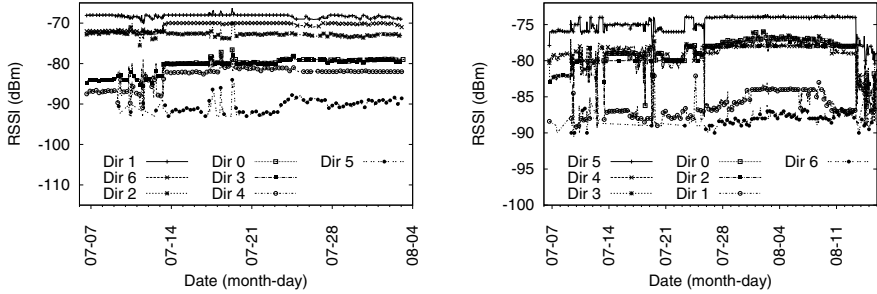 -70
-80
-90
-100
-110
RSSI (dBm)
Dir 1
Dir 6
Dir 2
Dir 0
Dir 3
Dir 4
Dir 5
07-07
07-14
07-21
07-28
08-04
Date (month-day)
-75
-80
-85
-90
-95
-100
RSSI (dBm)
Dir 5
Dir 4
Dir 3
Dir 0
Dir 2
Dir 1
Dir 6
07-07
07-14
07-21
07-28
08-04
08-11
Date (month-day)